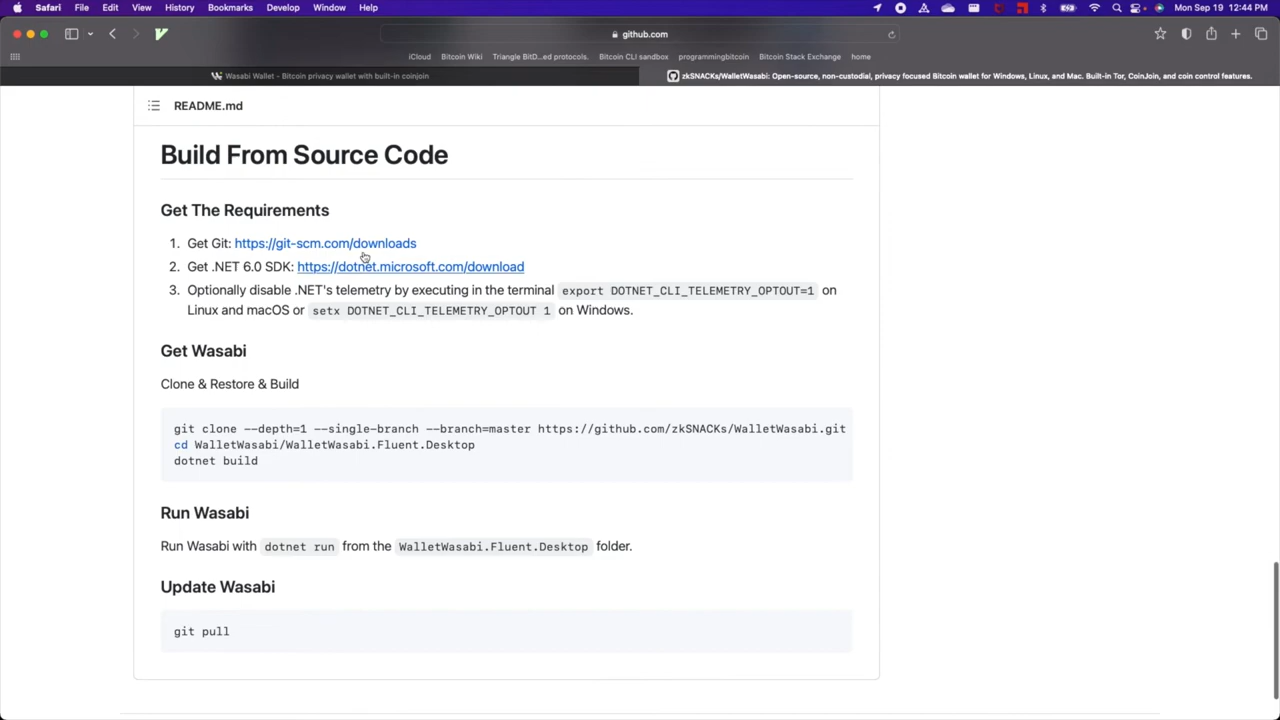 Safari File Edit View History Bookmarks Develop Window Help Mon Sep 19 12:44 PM
github.com
iCloud Bitcoin Wiki Triangle BitD...ed protocols. Bitcoin CLI sandbox programmingbitcoin Bitcoin Stack Exchange home
Wasabi Wallet - Bitcoin privacy wallet with built-in coinjoin
zkSNACKs/WalletWasabi: Open-source, non-custodial, privacy focused Bitcoin wallet for Windows, Linux, and Mac. Built-in Tor, CoinJoin, and coin control features.
README.md
Build From Source Code
Get The Requirements
1. Get Git: https://git-scm.com/downloads
2. Get .NET 6.0 SDK: https://dotnet.microsoft.com/download
3. Optionally disable .NET's telemetry by executing in the terminal export DOTNET_CLI_TELEMETRY_OPTOUT=1 on
Linux and macOS or setx DOTNET_CLI_TELEMETRY_OPTOUT 1 on Windows.
Get Wasabi
Clone & Restore & Build
git clone --depth=1 --single-branch --branch=master https://github.com/zkSNACKs/WalletWasabi.git
cd WalletWasabi/WalletWasabi.Fluent.Desktop
dotnet build
Run Wasabi
Run Wasabi with dotnet run from the WalletWasabi.Fluent.Desktop folder.
Update Wasabi
git pull